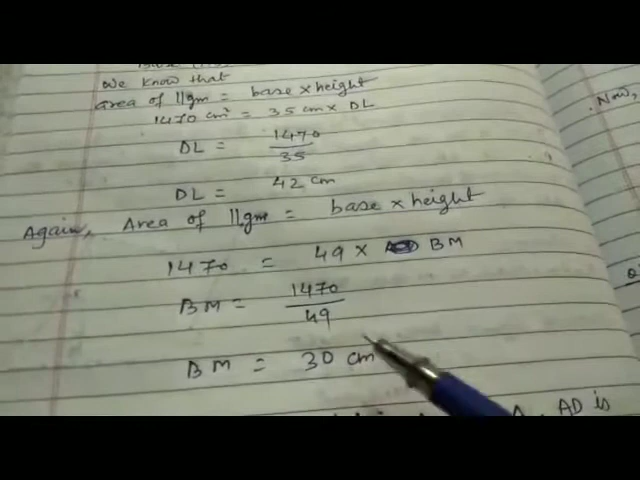 We know that
area of llgm = base × height
1470 cm² = 35 cm × DL
DL = 1470/35
DL = 42 cm
Again, Area of llgm = base × height
1470 = 49 × BM
BM = 1470/49
BM = 30 cm
A, AD is
Now,